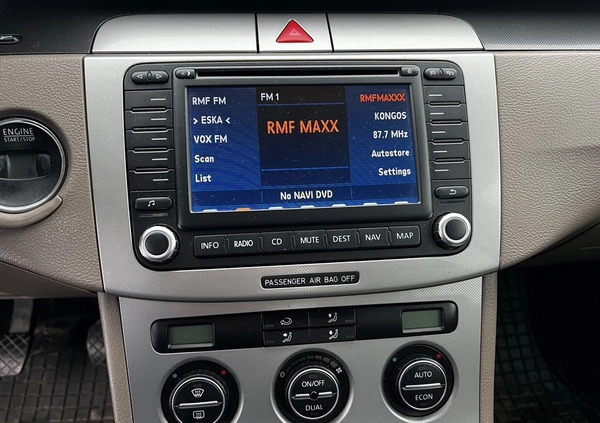 ENGINE
START/STOP
RMF FM
FM 1
RMFMAXXX
> ESKA <
RMF MAXX
KONGOS
VOX FM
87.7 MHz
Scan
Autostore
List
Settings
No NAVI DVD
INFO
RADIO
CD
MUTE
DEST
NAV
MAP
PASSENGER AIR BAG OFF
ON/OFF
DUAL
AUTO
ECON